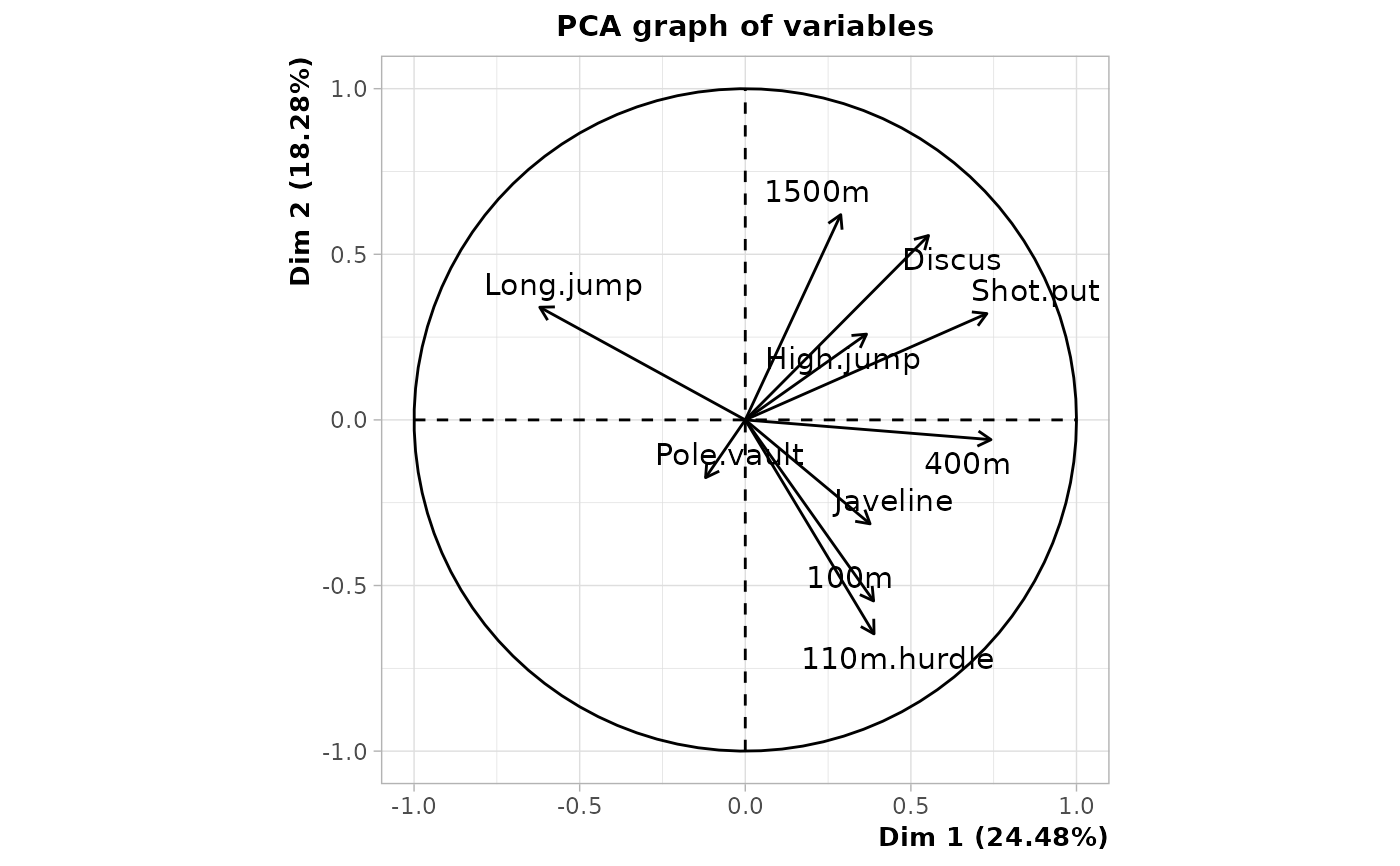 PCA graph of variables
Dim 2 (18.28%)
1.0
0.5
0.0
-0.5
-1.0
1500m
Discus
Long.jump
Shot.put
High.jump
Pole.vault
400m
Javeline
100m
110m.hurdle
-1.0
-0.5
0.0
0.5
1.0
Dim 1 (24.48%)